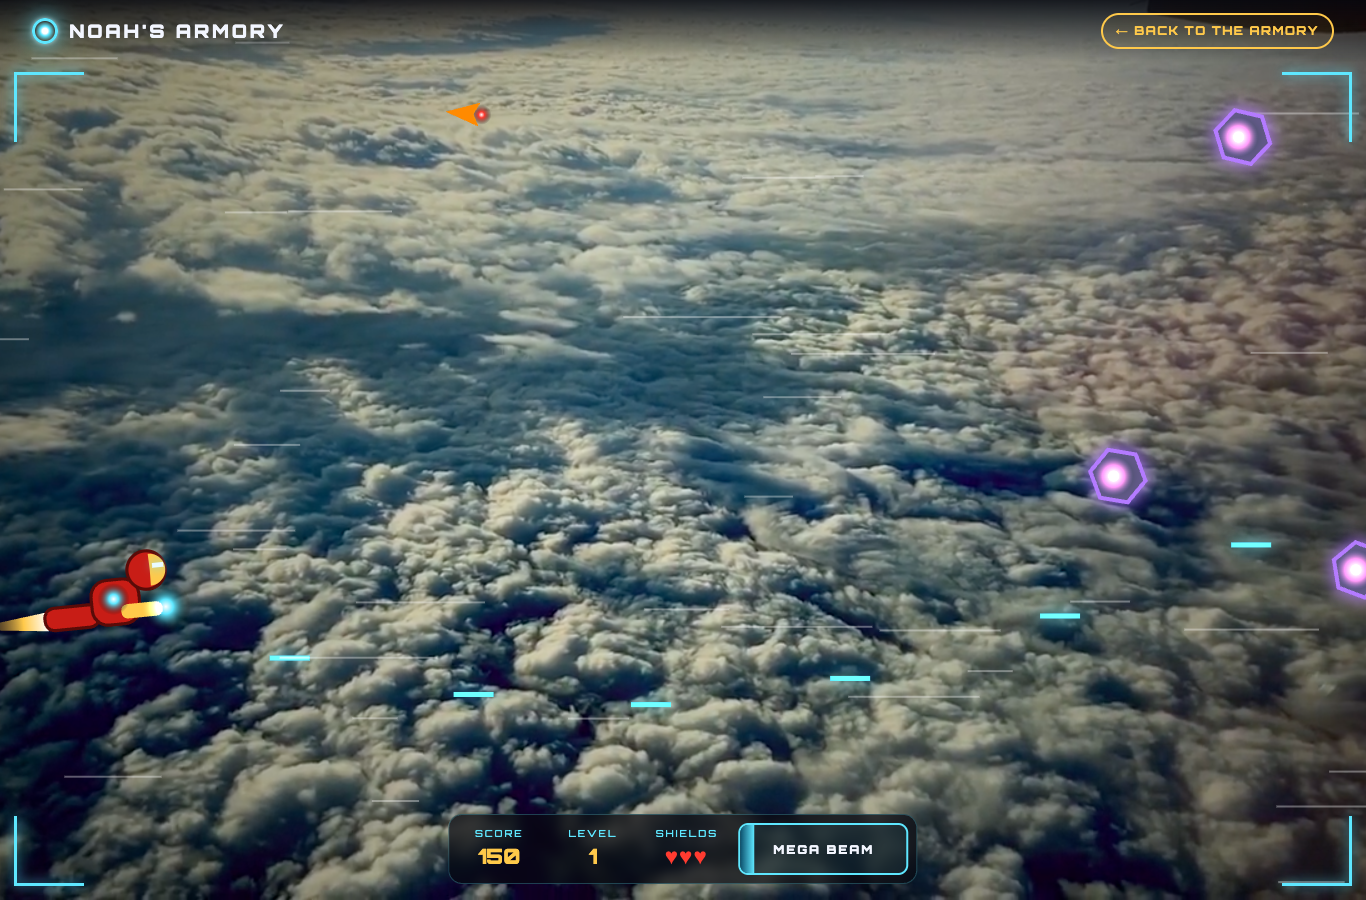 NOAH'S ARMORY
← BACK TO THE ARMORY
SCORE
150
LEVEL
1
SHIELDS
♥♥♥
MEGA BEAM